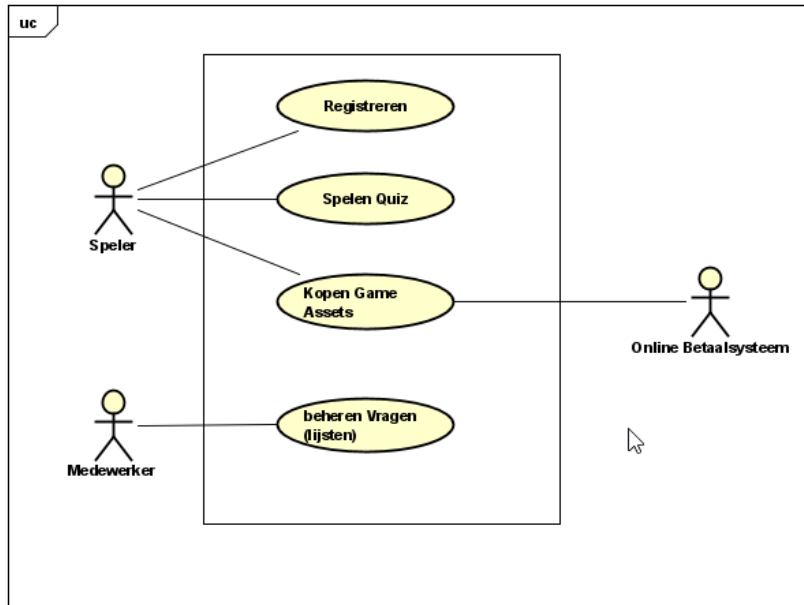 uc
Registreren
Spelen Quiz
Speler
Kopen Game
Assets
Online Betaalsysteem
beheren Vragen
(lijsten)
Medewerker